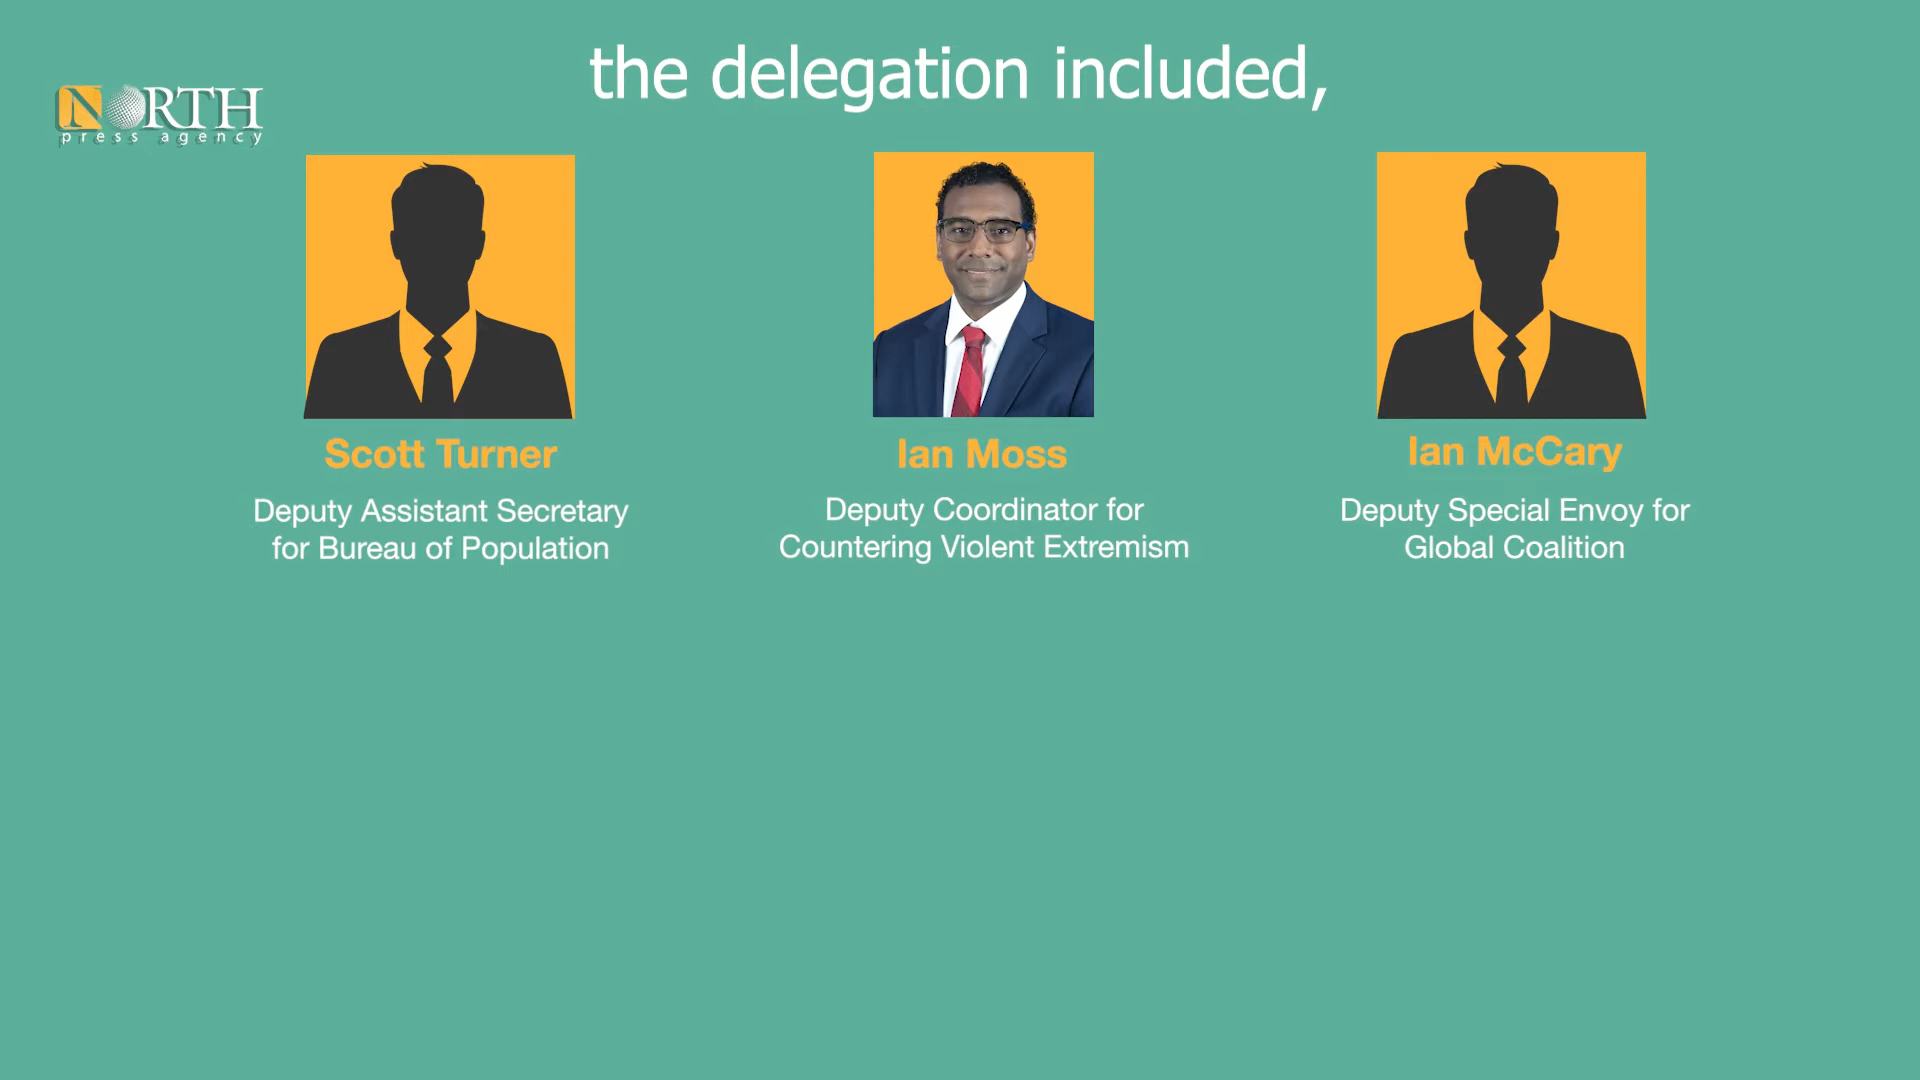 the delegation included,
NORTH
press agency
Scott Turner
Deputy Assistant Secretary
for Bureau of Population
Ian Moss
Deputy Coordinator for
Countering Violent Extremism
Ian McCary
Deputy Special Envoy for
Global Coalition